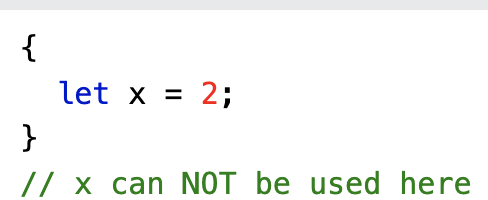 {
  let x = 2;
}
// x can NOT be used here